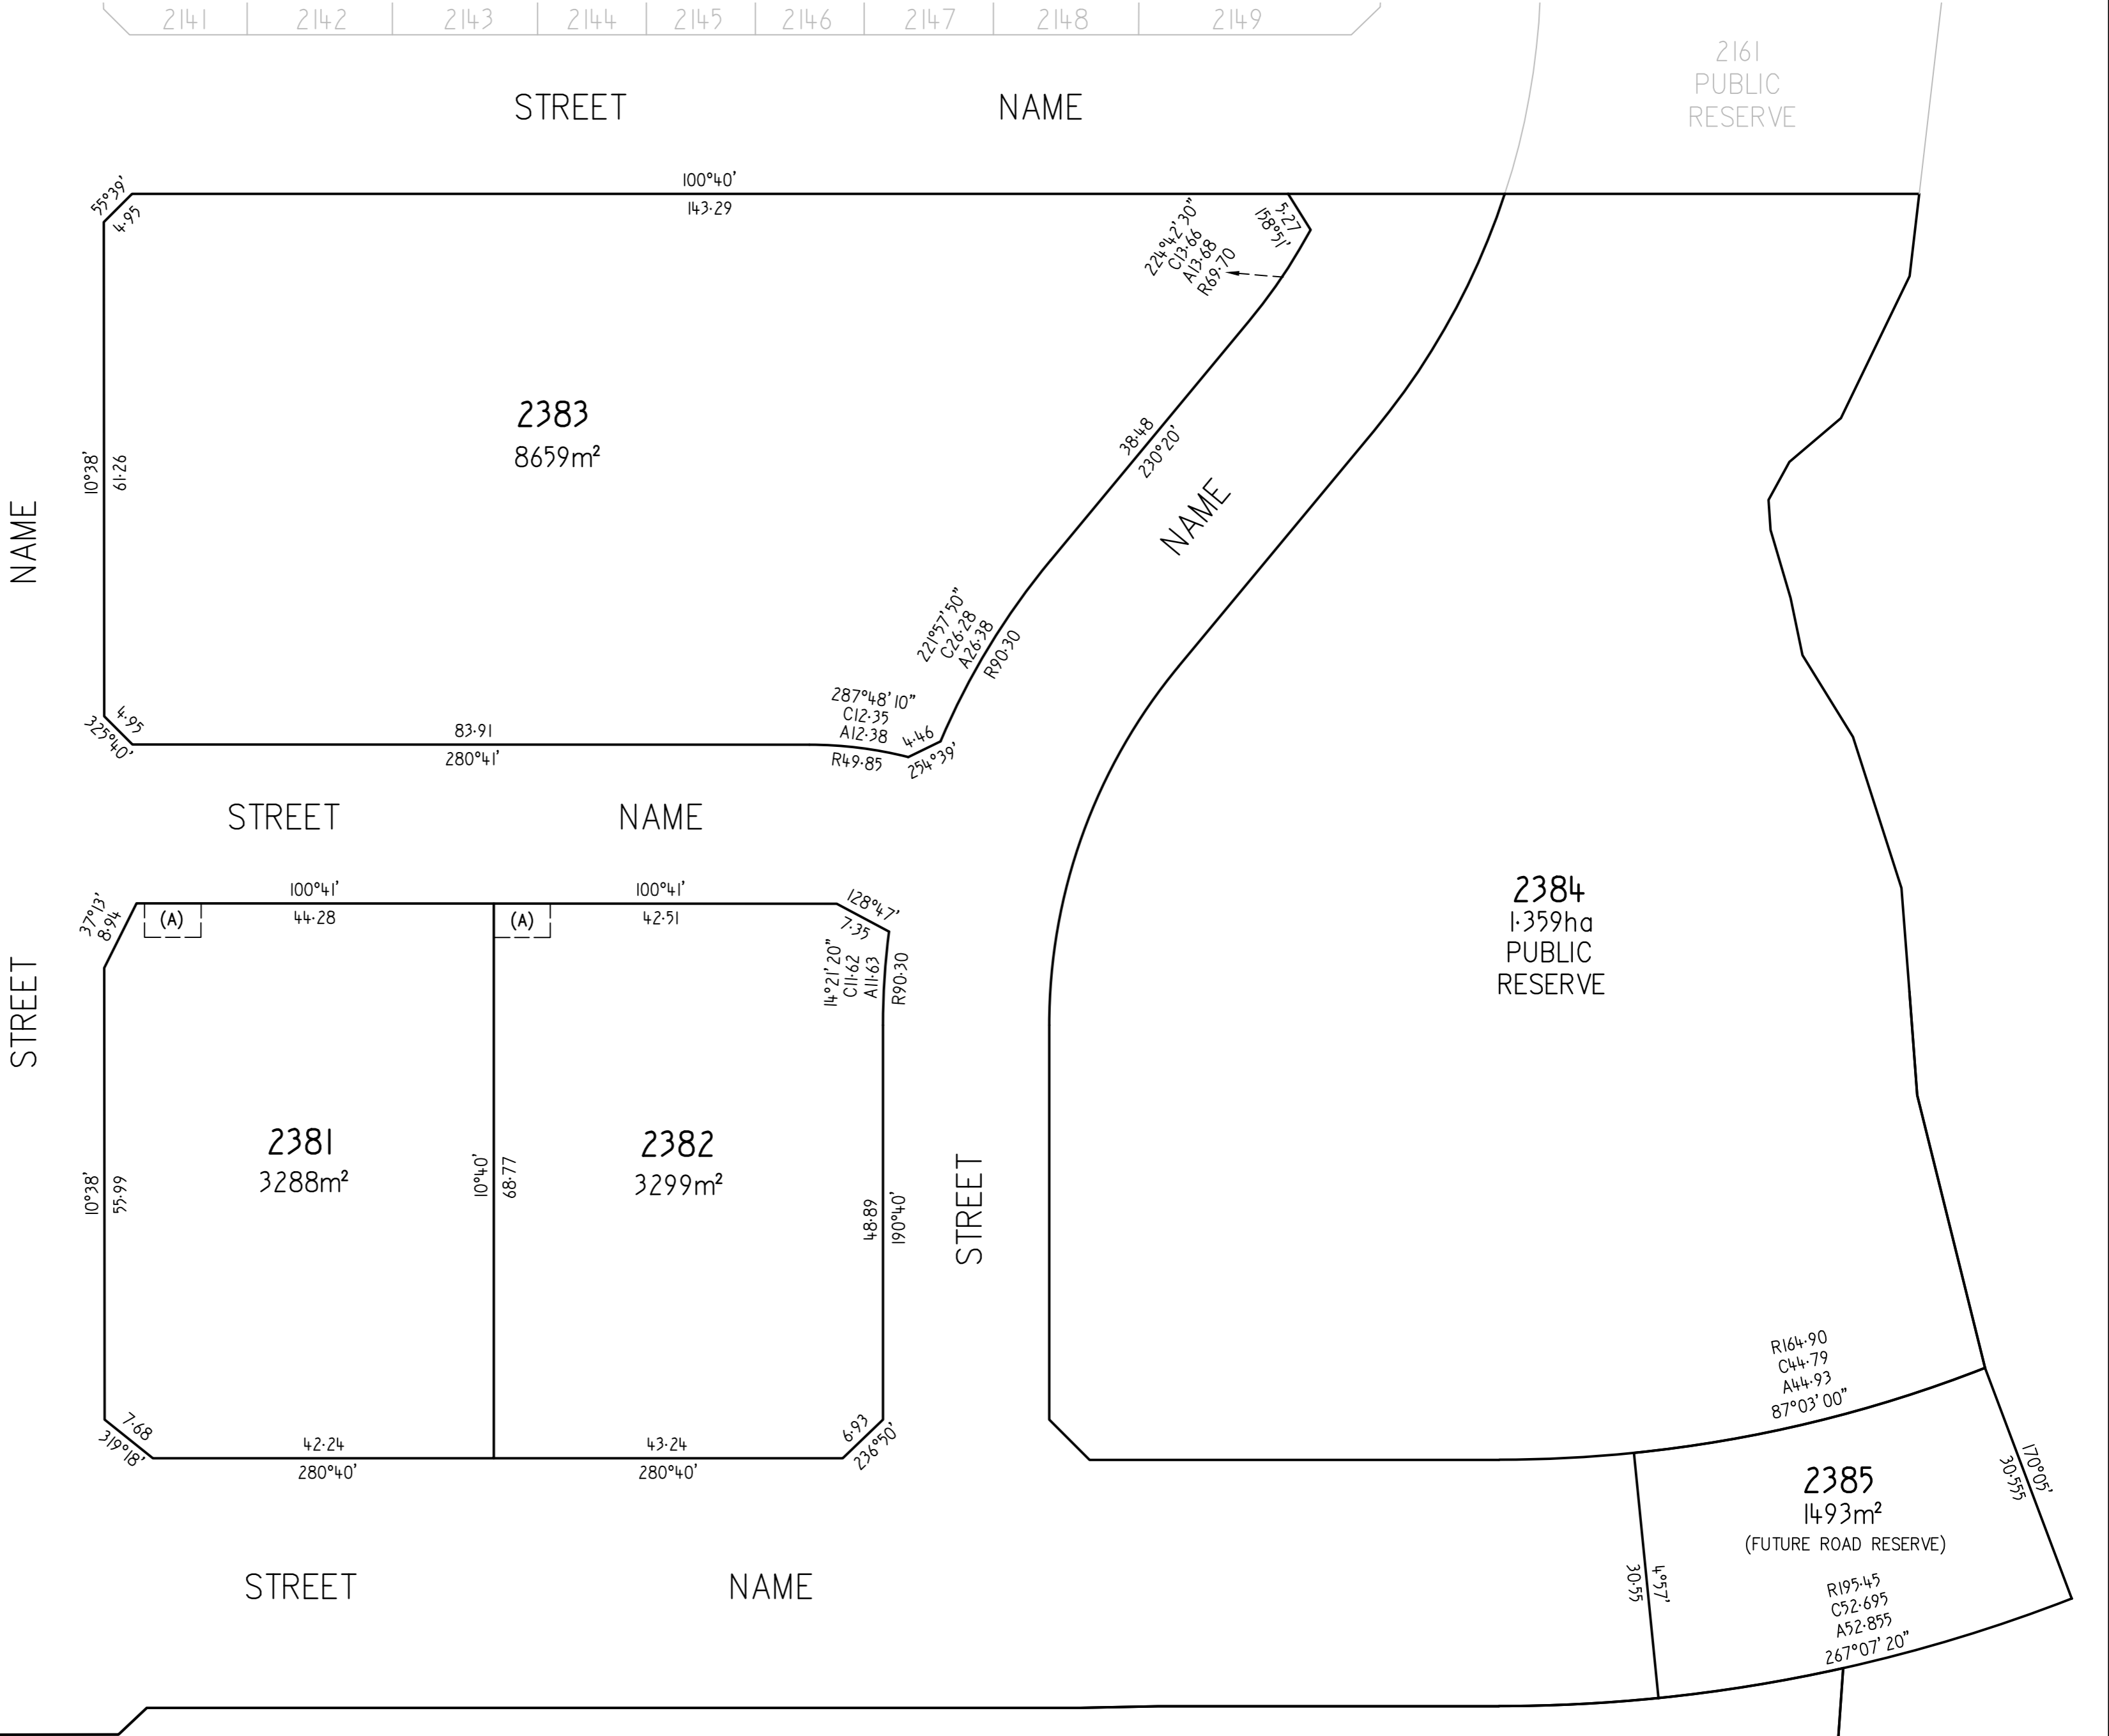 2141 2142 2143 2144 2145 2146 2147 2148 2149
2161
PUBLIC
RESERVE
STREET NAME
55°39'
4·95
100°40'
143·29
5·27
158°51'
224°42'30"
C13·66
A13·68
R69·70
2383
8659m²
10°38'
61·26
38·48
230°20'
NAME
NAME
221°57'50"
C26·28
A26·38
R90·30
287°48'10"
C12·35
A12·38
R49·85
4·46
254°39'
4·95
325°40'
83·91
280°41'
STREET NAME
37°13'
8·94
100°41'
(A)
44·28
100°41'
(A)
42·51
128°47'
7·35
14°21'20"
C11·62
A11·63
R90·30
2384
1·359ha
PUBLIC
RESERVE
STREET
2381
3288m²
2382
3299m²
10°38'
55·99
10°40'
68·77
48·89
190°40'
STREET
7·68
319°18'
42·24
280°40'
43·24
280°40'
6·93
236°50'
R164·90
C44·79
A44·93
87°03'00"
170°05'
30·555
2385
1493m²
(FUTURE ROAD RESERVE)
4°57'
30·55
R195·45
C52·695
A52·855
267°07'20"
STREET NAME